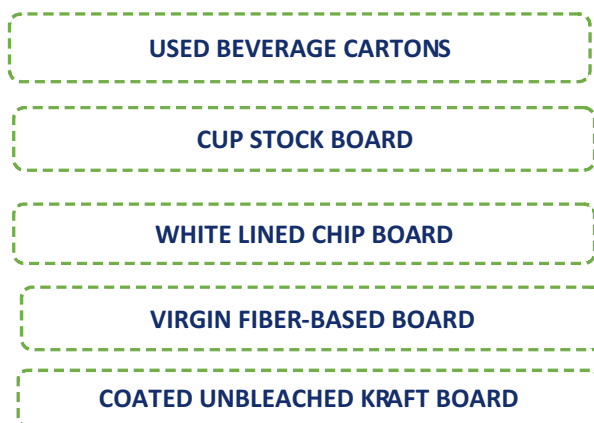 USED BEVERAGE CARTONS
CUP STOCK BOARD
WHITE LINED CHIP BOARD
VIRGIN FIBER-BASED BOARD
COATED UNBLEACHED KRAFT BOARD